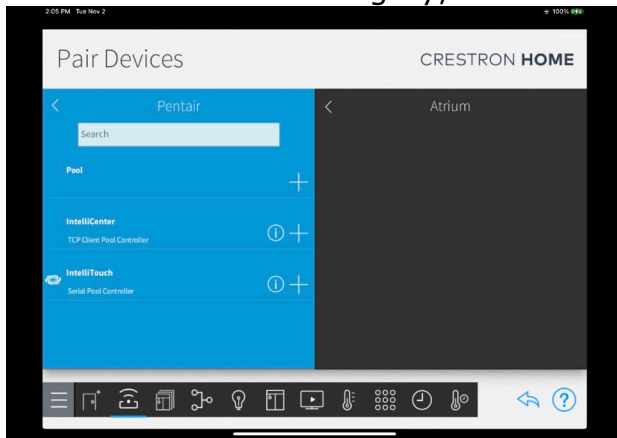 2:05 PM Tue Nov 2
100%
Pair Devices
CRESTRON HOME
Pentair
Atrium
Search
Pool
IntelliCenter
TCP Client Pool Controller
IntelliTouch
Serial Pool Controller